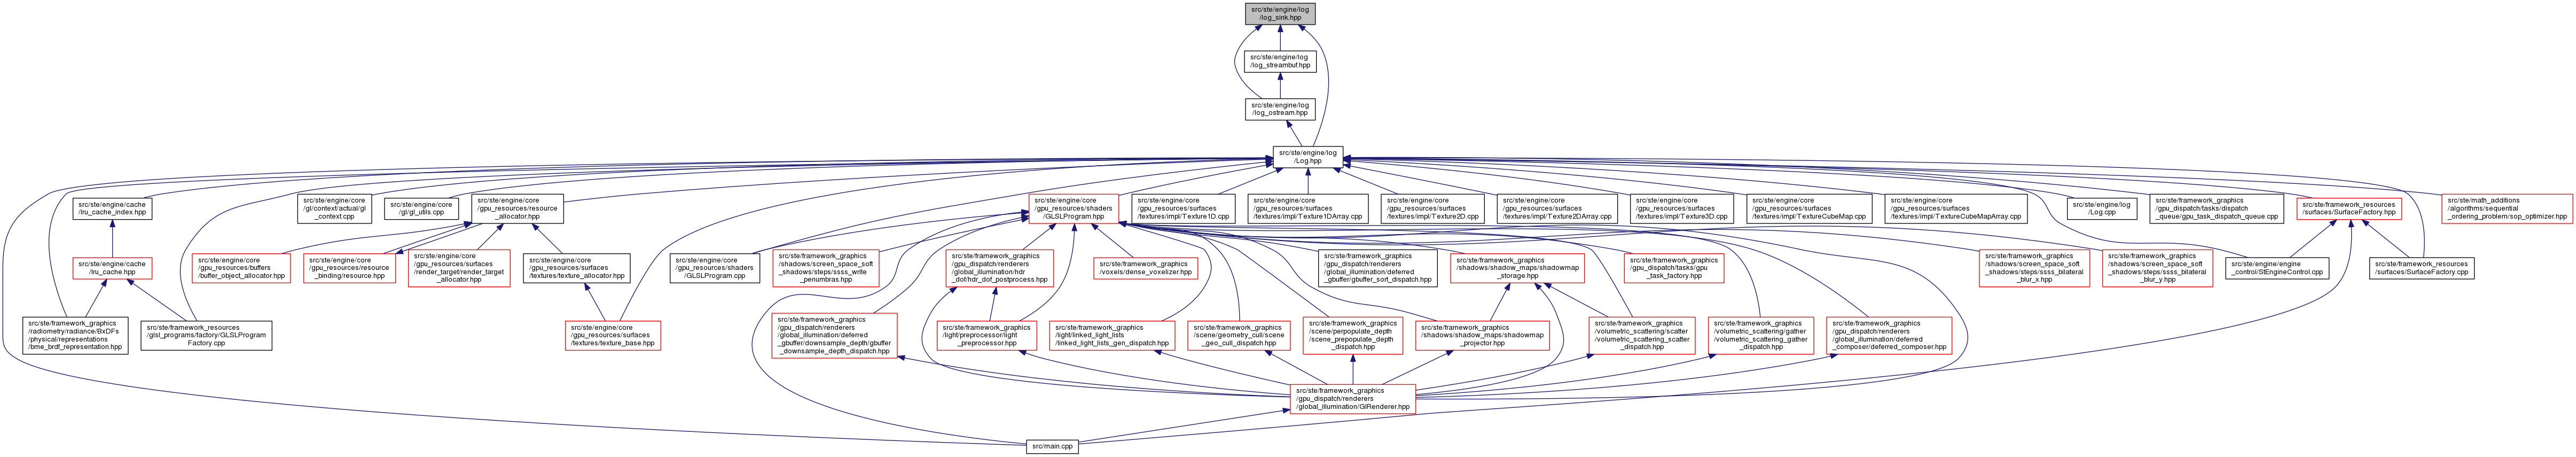 src/ste/engine/log
/log_sink.hpp
src/ste/engine/log
/log_streambuf.hpp
src/ste/engine/log
/log_ostream.hpp
src/ste/engine/log
/Log.hpp
src/ste/engine/cache
/lru_cache_index.hpp
src/ste/engine/core
/gl/context/actual/gl
_context.cpp
src/ste/engine/core
/gl/gl_utils.cpp
src/ste/engine/core
/gpu_resources/resource
_allocator.hpp
src/ste/engine/core
/gpu_resources/shaders
/GLSLProgram.hpp
src/ste/engine/core
/gpu_resources/surfaces
/textures/impl/Texture1D.cpp
src/ste/engine/core
/gpu_resources/surfaces
/textures/impl/Texture1DArray.cpp
src/ste/engine/core
/gpu_resources/surfaces
/textures/impl/Texture2D.cpp
src/ste/engine/core
/gpu_resources/surfaces
/textures/impl/Texture2DArray.cpp
src/ste/engine/core
/gpu_resources/surfaces
/textures/impl/Texture3D.cpp
src/ste/engine/core
/gpu_resources/surfaces
/textures/impl/TextureCubeMap.cpp
src/ste/engine/core
/gpu_resources/surfaces
/textures/impl/TextureCubeMapArray.cpp
src/ste/engine/log
/Log.cpp
src/ste/framework_graphics
/gpu_dispatch/tasks/dispatch
_queue/gpu_task_dispatch_queue.cpp
src/ste/framework_resources
/surfaces/SurfaceFactory.hpp
src/ste/math_additions
/algorithms/sequential
_ordering_problem/sop_optimizer.hpp
src/ste/engine/cache
/lru_cache.hpp
src/ste/engine/core
/gpu_resources/buffers
/buffer_object_allocator.hpp
src/ste/engine/core
/gpu_resources/resource
_binding/resource.hpp
src/ste/engine/core
/gpu_resources/surfaces
/render_target/render_target
_allocator.hpp
src/ste/engine/core
/gpu_resources/surfaces
/textures/texture_allocator.hpp
src/ste/engine/core
/gpu_resources/shaders
/GLSLProgram.cpp
src/ste/framework_graphics
/shadows/screen_space_soft
_shadows/steps/ssss_write
_penumbras.hpp
src/ste/framework_graphics
/gpu_dispatch/renderers
/global_illumination/hdr
_dof/hdr_dof_postprocess.hpp
src/ste/framework_graphics
/voxels/dense_voxelizer.hpp
src/ste/framework_graphics
/gpu_dispatch/renderers
/global_illumination/deferred
_gbuffer/gbuffer_sort_dispatch.hpp
src/ste/framework_graphics
/shadows/shadow_maps/shadowmap
_storage.hpp
src/ste/framework_graphics
/gpu_dispatch/tasks/gpu
_task_factory.hpp
src/ste/framework_graphics
/shadows/screen_space_soft
_shadows/steps/ssss_bilateral
_blur_x.hpp
src/ste/framework_graphics
/shadows/screen_space_soft
_shadows/steps/ssss_bilateral
_blur_y.hpp
src/ste/engine/engine
_control/StEngineControl.cpp
src/ste/framework_resources
/surfaces/SurfaceFactory.cpp
src/ste/framework_graphics
/radiometry/radiance/BxDFs
/physical/representations
/bme_brdf_representation.hpp
src/ste/framework_resources
/glsl_programs/factory/GLSLProgram
Factory.cpp
src/ste/engine/core
/gpu_resources/surfaces
/textures/texture_base.hpp
src/ste/framework_graphics
/gpu_dispatch/renderers
/global_illumination/deferred
_gbuffer/downsample_depth/gbuffer
_downsample_depth_dispatch.hpp
src/ste/framework_graphics
/light/preprocessor/light
_preprocessor.hpp
src/ste/framework_graphics
/light/linked_light_lists
/linked_light_lists_gen_dispatch.hpp
src/ste/framework_graphics
/scene/geometry_cull/scene
_geo_cull_dispatch.hpp
src/ste/framework_graphics
/scene/perpopulate_depth
/scene_prepopulate_depth
_dispatch.hpp
src/ste/framework_graphics
/shadows/shadow_maps/shadowmap
_projector.hpp
src/ste/framework_graphics
/volumetric_scattering/scatter
/volumetric_scattering_scatter
_dispatch.hpp
src/ste/framework_graphics
/volumetric_scattering/gather
/volumetric_scattering_gather
_dispatch.hpp
src/ste/framework_graphics
/gpu_dispatch/renderers
/global_illumination/deferred
_composer/deferred_composer.hpp
src/ste/framework_graphics
/gpu_dispatch/renderers
/global_illumination/GIRenderer.hpp
src/main.cpp